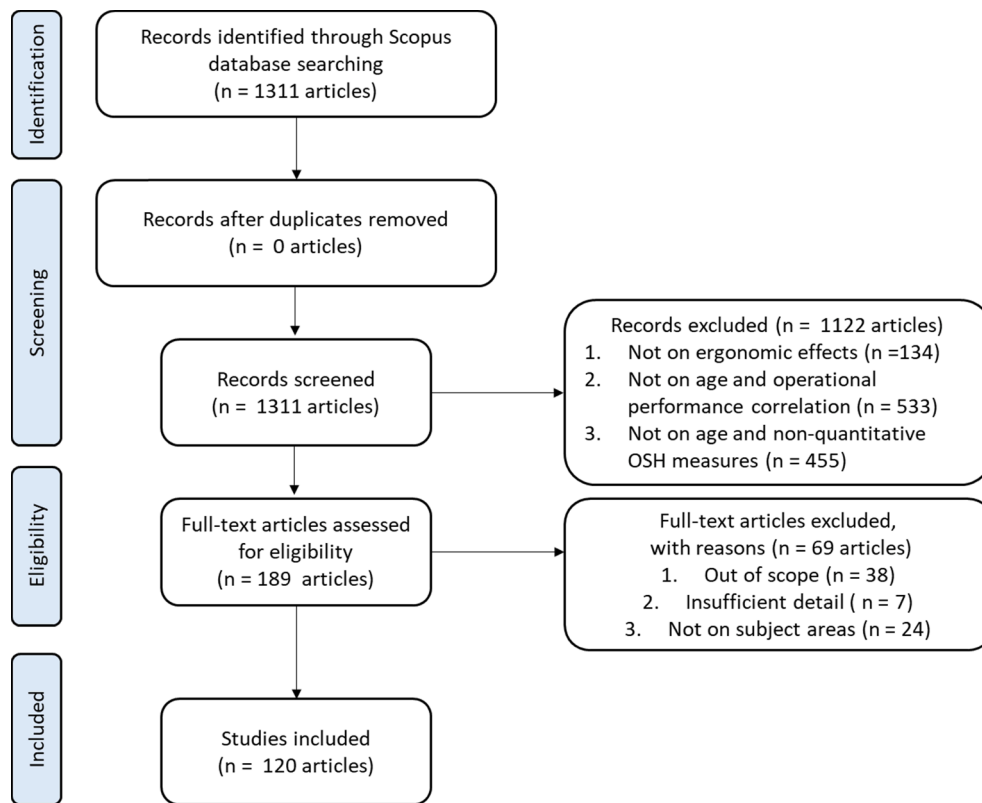 Identification
Records identified through Scopus
database searching
(n = 1311 articles)
Screening
Records after duplicates removed
(n = 0 articles)
Records screened
(n = 1311 articles)
Records excluded (n = 1122 articles)
1. Not on ergonomic effects (n =134)
2. Not on age and operational
performance correlation (n = 533)
3. Not on age and non-quantitative
OSH measures (n = 455)
Eligibility
Full-text articles assessed
for eligibility
(n = 189 articles)
Full-text articles excluded,
with reasons (n = 69 articles)
1. Out of scope (n = 38)
2. Insufficient detail ( n = 7)
3. Not on subject areas (n = 24)
Included
Studies included
(n = 120 articles)